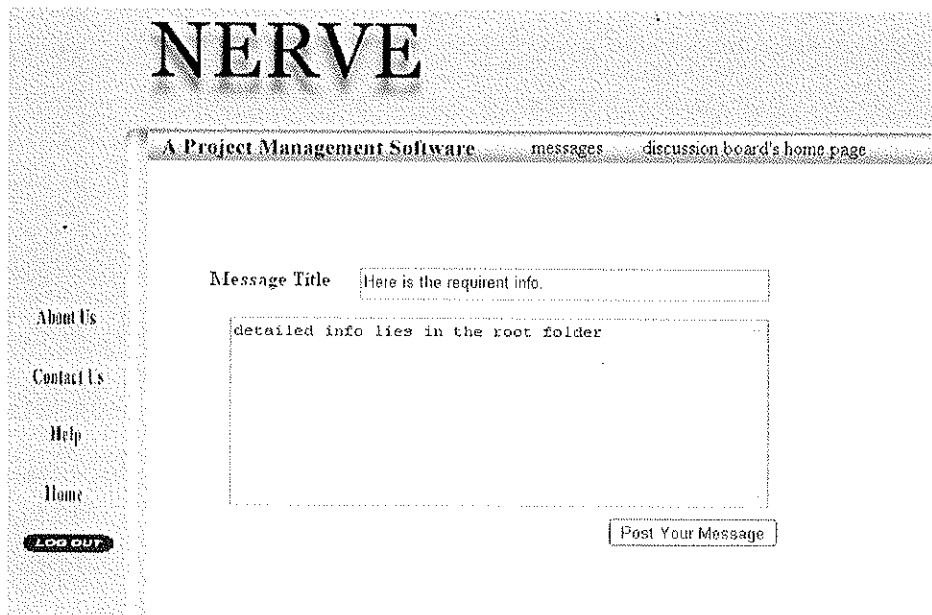 NERVE
A Project Management Software messages discussion board's home page
Message Title Here is the requirent info.
detailed info lies in the root folder
About Us
Contact Us
Help
Home
LOG OUT
Post Your Message